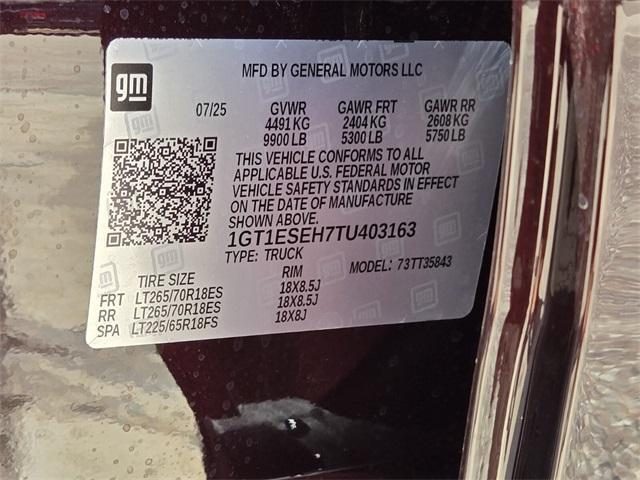 gm
MFD BY GENERAL MOTORS LLC
07/25 GVWR GAWR FRT GAWR RR
4491 KG 2404 KG 2608 KG
9900 LB 5300 LB 5750 LB
THIS VEHICLE CONFORMS TO ALL
APPLICABLE U.S. FEDERAL MOTOR
VEHICLE SAFETY STANDARDS IN EFFECT
ON THE DATE OF MANUFACTURE
SHOWN ABOVE.
1GT1ESEH7TU403163
TYPE: TRUCK MODEL: 73TT35843
TIRE SIZE RIM
FRT LT265/70R18ES 18X8.5J
RR LT265/70R18ES 18X8.5J
SPA LT225/65R18FS 18X8J